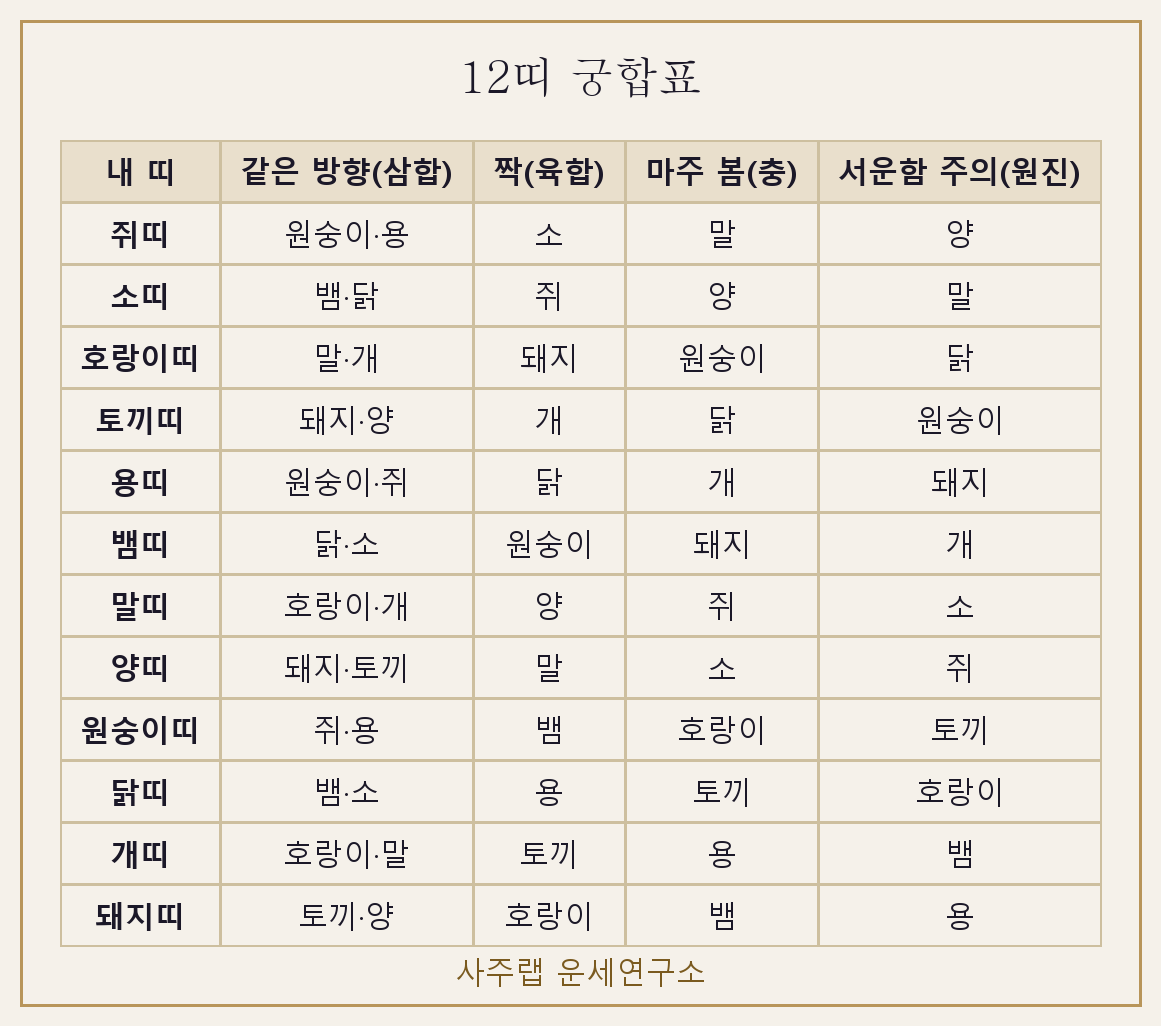 12띠 궁합표
내 띠 같은 방향(삼합) 짝(육합) 마주 봄(충) 서운함 주의(원진)
쥐띠 원숭이·용 소 말 양
소띠 뱀·닭 쥐 양 말
호랑이띠 말·개 돼지 원숭이 닭
토끼띠 돼지·양 개 닭 원숭이
용띠 원숭이·쥐 닭 개 돼지
뱀띠 닭·소 원숭이 돼지 개
말띠 호랑이·개 양 쥐 소
양띠 돼지·토끼 말 소 쥐
원숭이띠 쥐·용 뱀 호랑이 토끼
닭띠 뱀·소 용 토끼 호랑이
개띠 호랑이·말 토끼 용 뱀
돼지띠 토끼·양 호랑이 뱀 용
사주랩 운세연구소